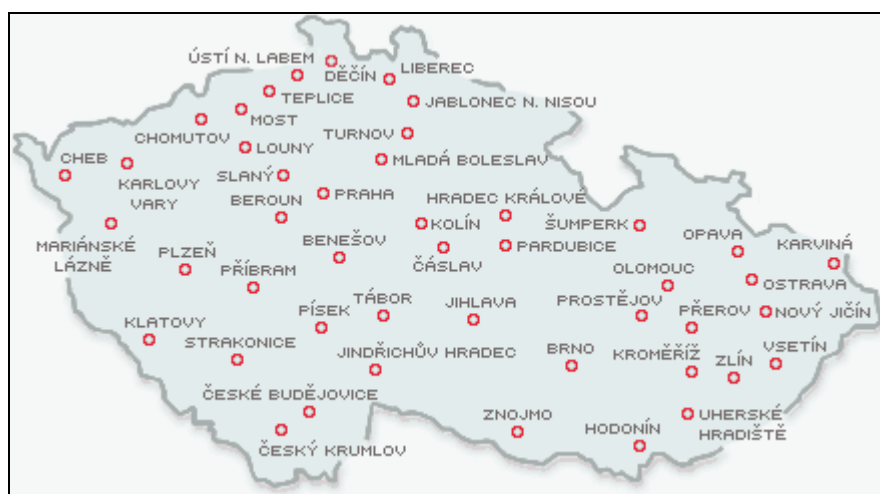 ÚSTÍ N. LABEM
DĚČÍN
LIBEREC
TEPLICE
JABLONEC N. NISOU
MOST
CHOMUTOV
TURNOV
LOUNY
MLADÁ BOLESLAV
CHEB
KARLOVY
VARY
SLANÝ
PRAHA
BEROUN
HRADEC KRÁLOVÉ
KOLÍN
ŠUMPERK
MARIÁNSKÉ
LÁZNĚ
PLZEŇ
BENEŠOV
ČÁSLAV
PARDUBICE
OPAVA
KARVINÁ
PŘÍBRAM
OLOMOUC
OSTRAVA
KLATOVY
PÍSEK
TÁBOR
JIHLAVA
PROSTĚJOV
PŘEROV
NOVÝ JIČÍN
STRAKONICE
JINDŘICHŮV HRADEC
BRNO
KROMĚŘÍŽ
ZLÍN
VSETÍN
ČESKÉ BUDĚJOVICE
ČESKÝ KRUMLOV
ZNOJMO
HODONÍN
UHERSKÉ
HRADIŠTĚ